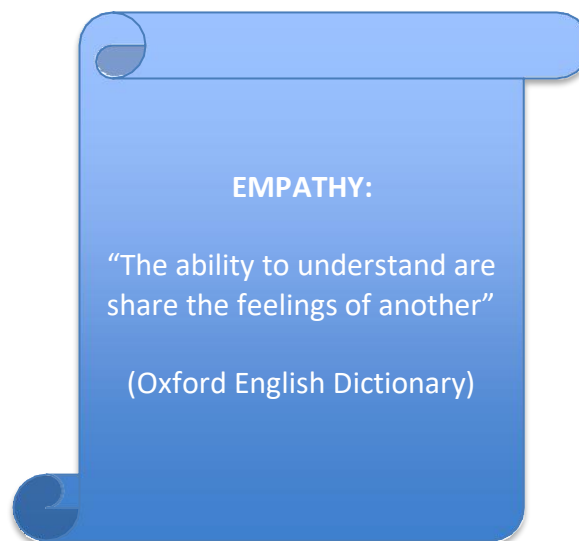 EMPATHY:
“The ability to understand are
share the feelings of another”
(Oxford English Dictionary)